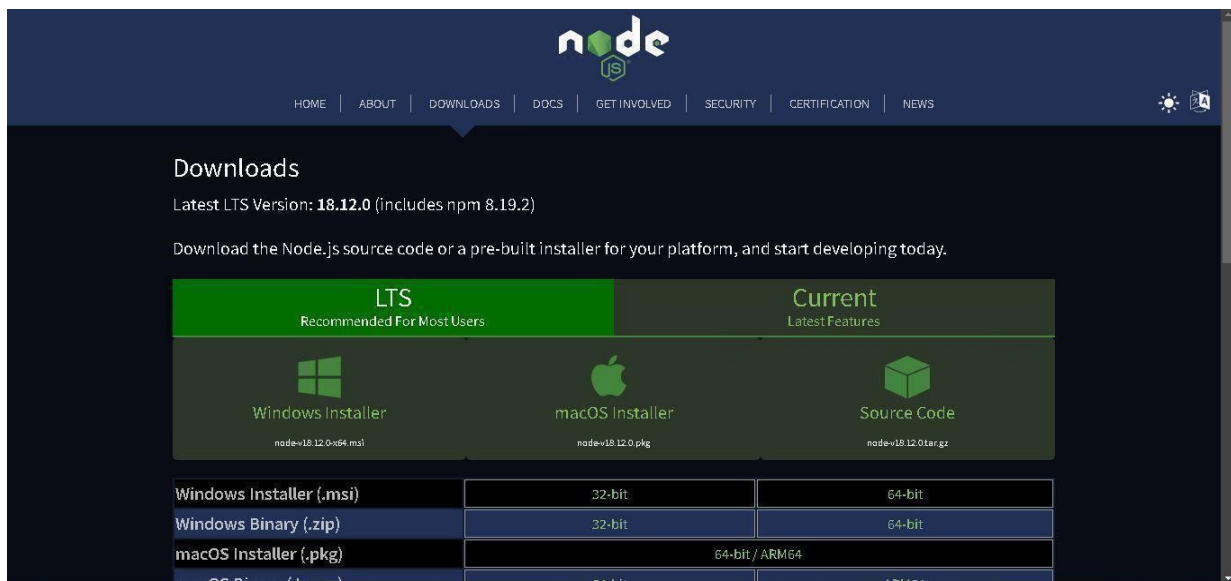 node
JS
HOME | ABOUT | DOWNLOADS | DOCS | GET INVOLVED | SECURITY | CERTIFICATION | NEWS
Downloads
Latest LTS Version: 18.12.0 (includes npm 8.19.2)
Download the Node.js source code or a pre-built installer for your platform, and start developing today.
LTS Current
Recommended For Most Users Latest Features
Windows Installer macOS Installer Source Code
node-v18.12.0-x64.msi node-v18.12.0.pkg node-v18.12.0.tar.gz
Windows Installer (.msi) 32-bit 64-bit
Windows Binary (.zip) 32-bit 64-bit
macOS Installer (.pkg) 64-bit / ARM64